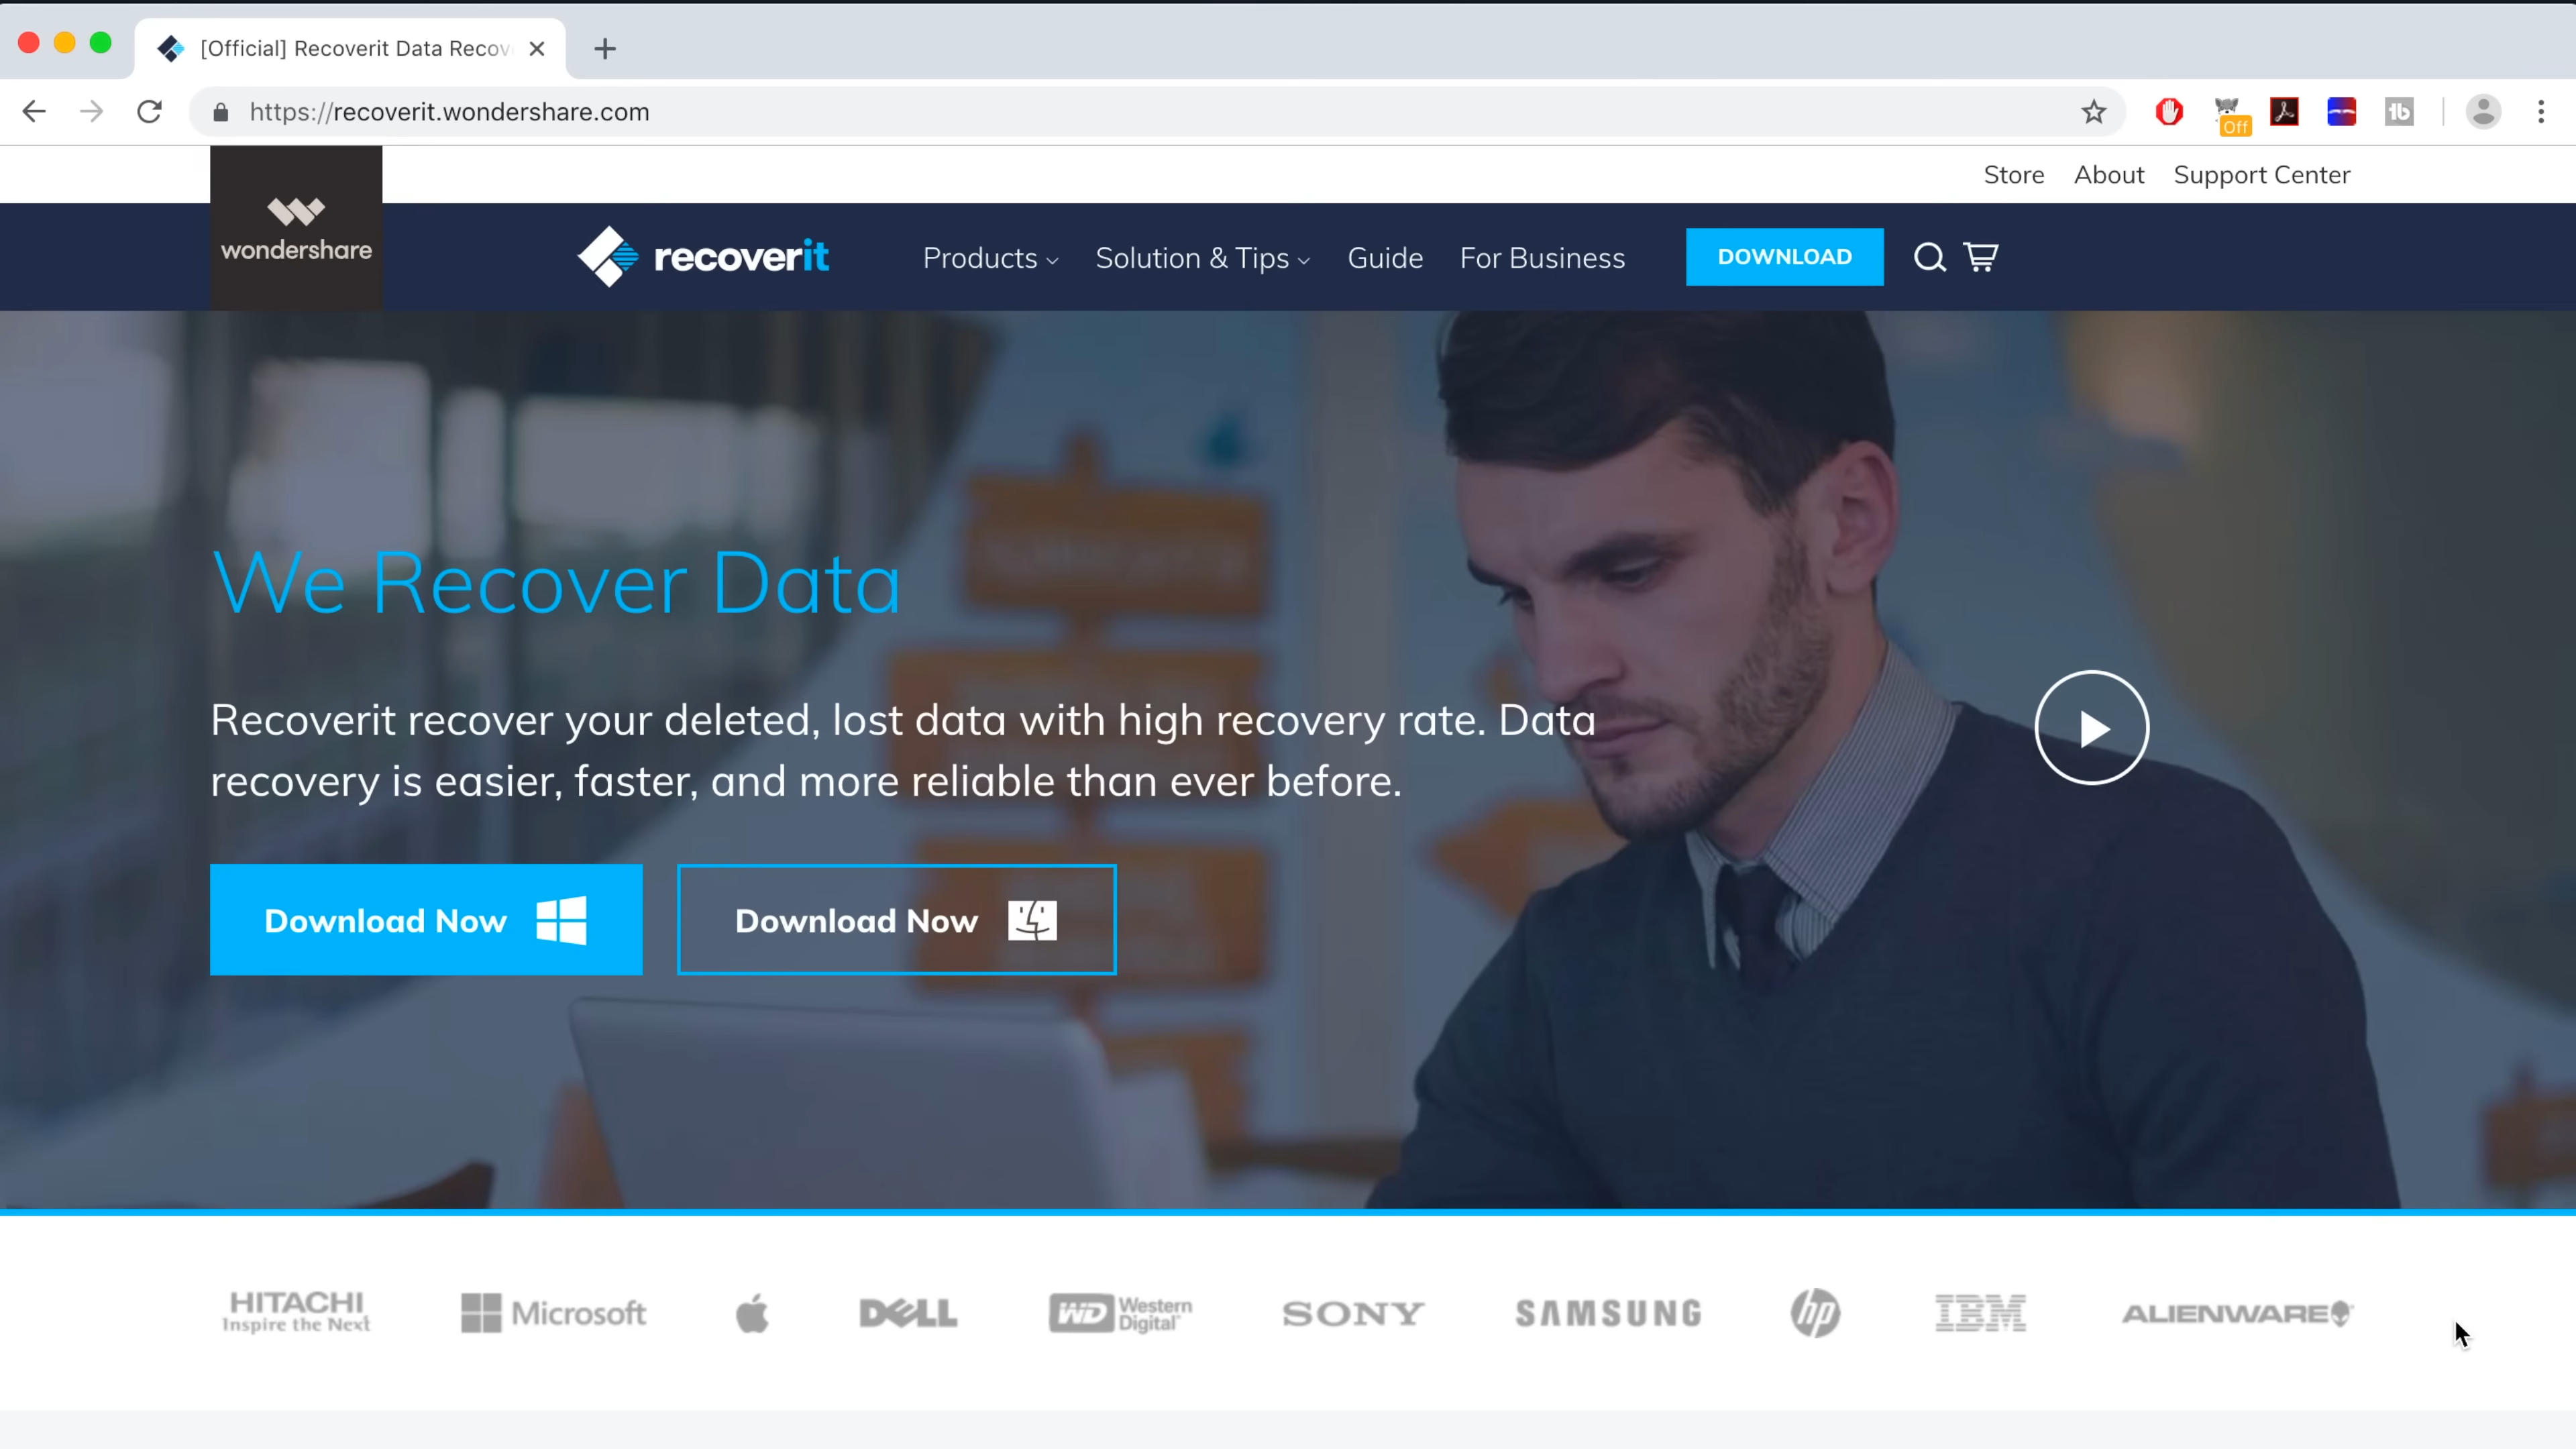 [Official] Recoverit Data Recov
https://recoverit.wondershare.com
Off
Store About Support Center
wondershare
recoverit
Products Solution & Tips Guide For Business DOWNLOAD
We Recover Data
Recoverit recover your deleted, lost data with high recovery rate. Data
recovery is easier, faster, and more reliable than ever before.
Download Now Download Now
HITACHI
Inspire the Next
Microsoft
DELL
WD Western
Digital
SONY
SAMSUNG
hp
IBM
ALIENWARE